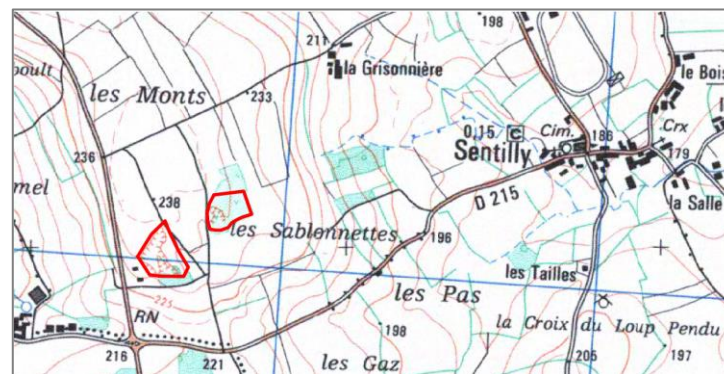 198
211
la Grisonnière
le Bois
les Monts
233
0,15 C Cim. 186 Crx
236
Sentilly
179
238
D 215
la Salle
mel
les Sablonnettes
196
les Tailles
225
les Pas
RN
la Croix du Loup Pendu
198
216
221
les Gaz
205
197